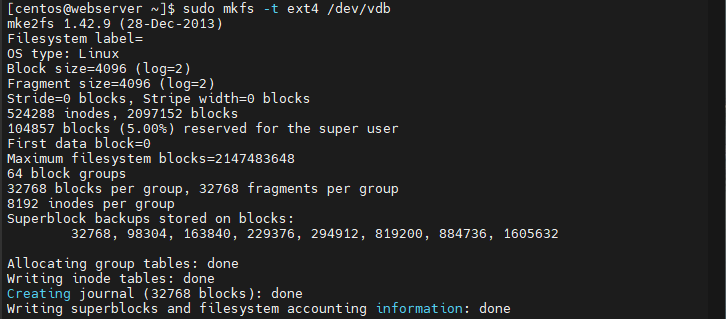 [centos@webserver ~]$ sudo mkfs -t ext4 /dev/vdb
mke2fs 1.42.9 (28-Dec-2013)
Filesystem label=
OS type: Linux
Block size=4096 (log=2)
Fragment size=4096 (log=2)
Stride=0 blocks, Stripe width=0 blocks
524288 inodes, 2097152 blocks
104857 blocks (5.00%) reserved for the super user
First data block=0
Maximum filesystem blocks=2147483648
64 block groups
32768 blocks per group, 32768 fragments per group
8192 inodes per group
Superblock backups stored on blocks:
        32768, 98304, 163840, 229376, 294912, 819200, 884736, 1605632

Allocating group tables: done
Writing inode tables: done
Creating journal (32768 blocks): done
Writing superblocks and filesystem accounting information: done